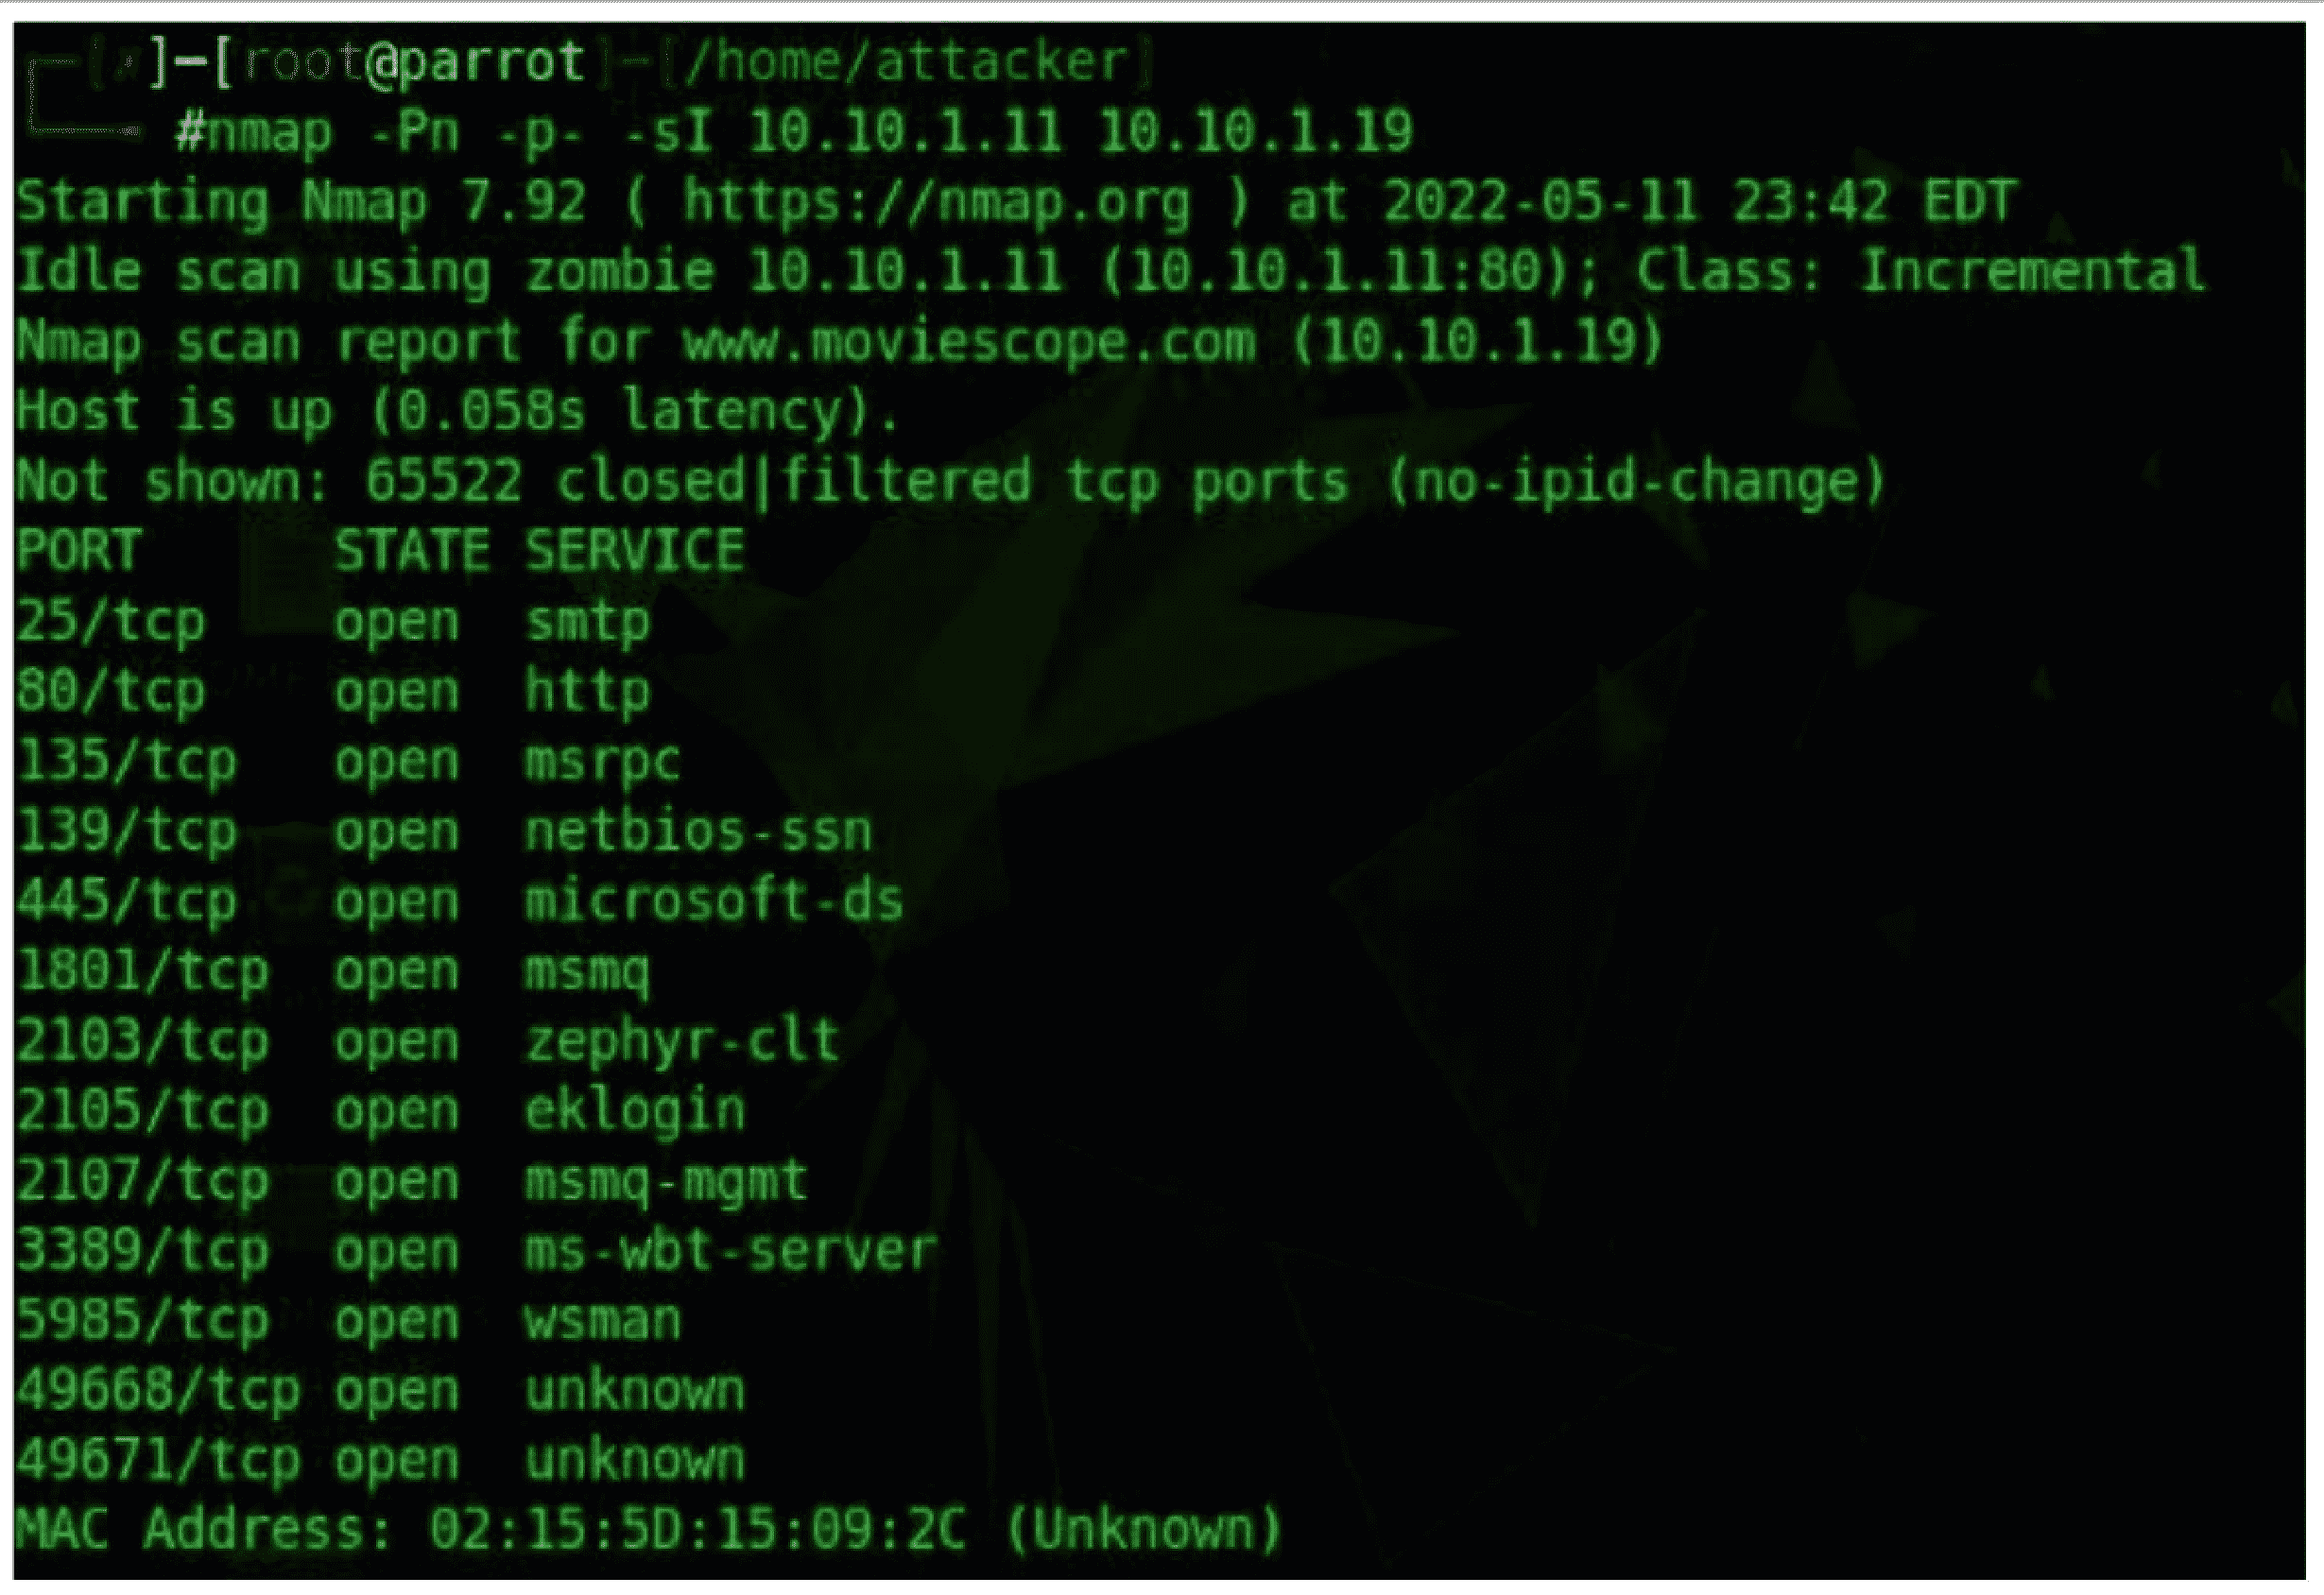 [x]─[root@parrot]─[/home/attacker]
#nmap -Pn -p- -sI 10.10.1.11 10.10.1.19
Starting Nmap 7.92 ( https://nmap.org ) at 2022-05-11 23:42 EDT
Idle scan using zombie 10.10.1.11 (10.10.1.11:80); Class: Incremental
Nmap scan report for www.moviescope.com (10.10.1.19)
Host is up (0.058s latency).
Not shown: 65522 closed|filtered tcp ports (no-ipid-change)
PORT STATE SERVICE
25/tcp open smtp
80/tcp open http
135/tcp open msrpc
139/tcp open netbios-ssn
445/tcp open microsoft-ds
1801/tcp open msmq
2103/tcp open zephyr-clt
2105/tcp open eklogin
2107/tcp open msmq-mgmt
3389/tcp open ms-wbt-server
5985/tcp open wsman
49668/tcp open unknown
49671/tcp open unknown
MAC Address: 02:15:5D:15:09:2C (Unknown)